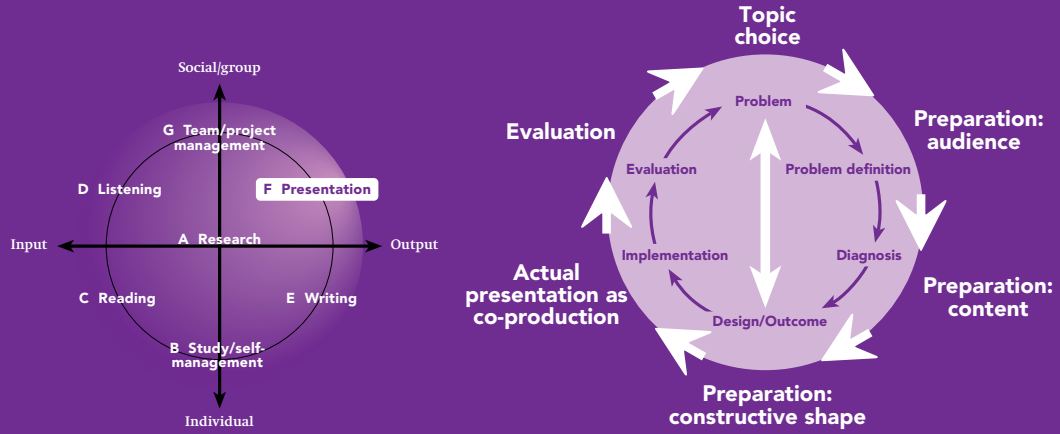 Social/group
G Team/project
management
D Listening
F Presentation
A Research
Input
Output
C Reading
E Writing
B Study/self-
management
Individual
Topic
choice
Preparation:
audience
Preparation:
content
Preparation:
constructive shape
Actual
presentation as
co-production
Evaluation
Problem
Problem definition
Diagnosis
Design/Outcome
Implementation
Evaluation